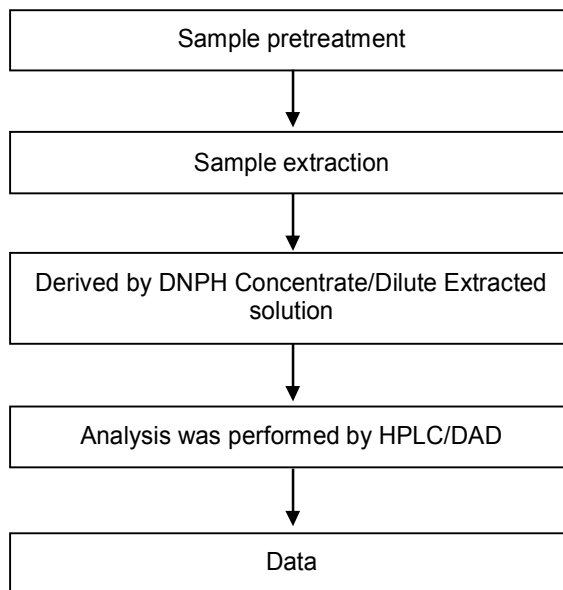 Sample pretreatment
Sample extraction
Derived by DNPH Concentrate/Dilute Extracted
solution
Analysis was performed by HPLC/DAD
Data